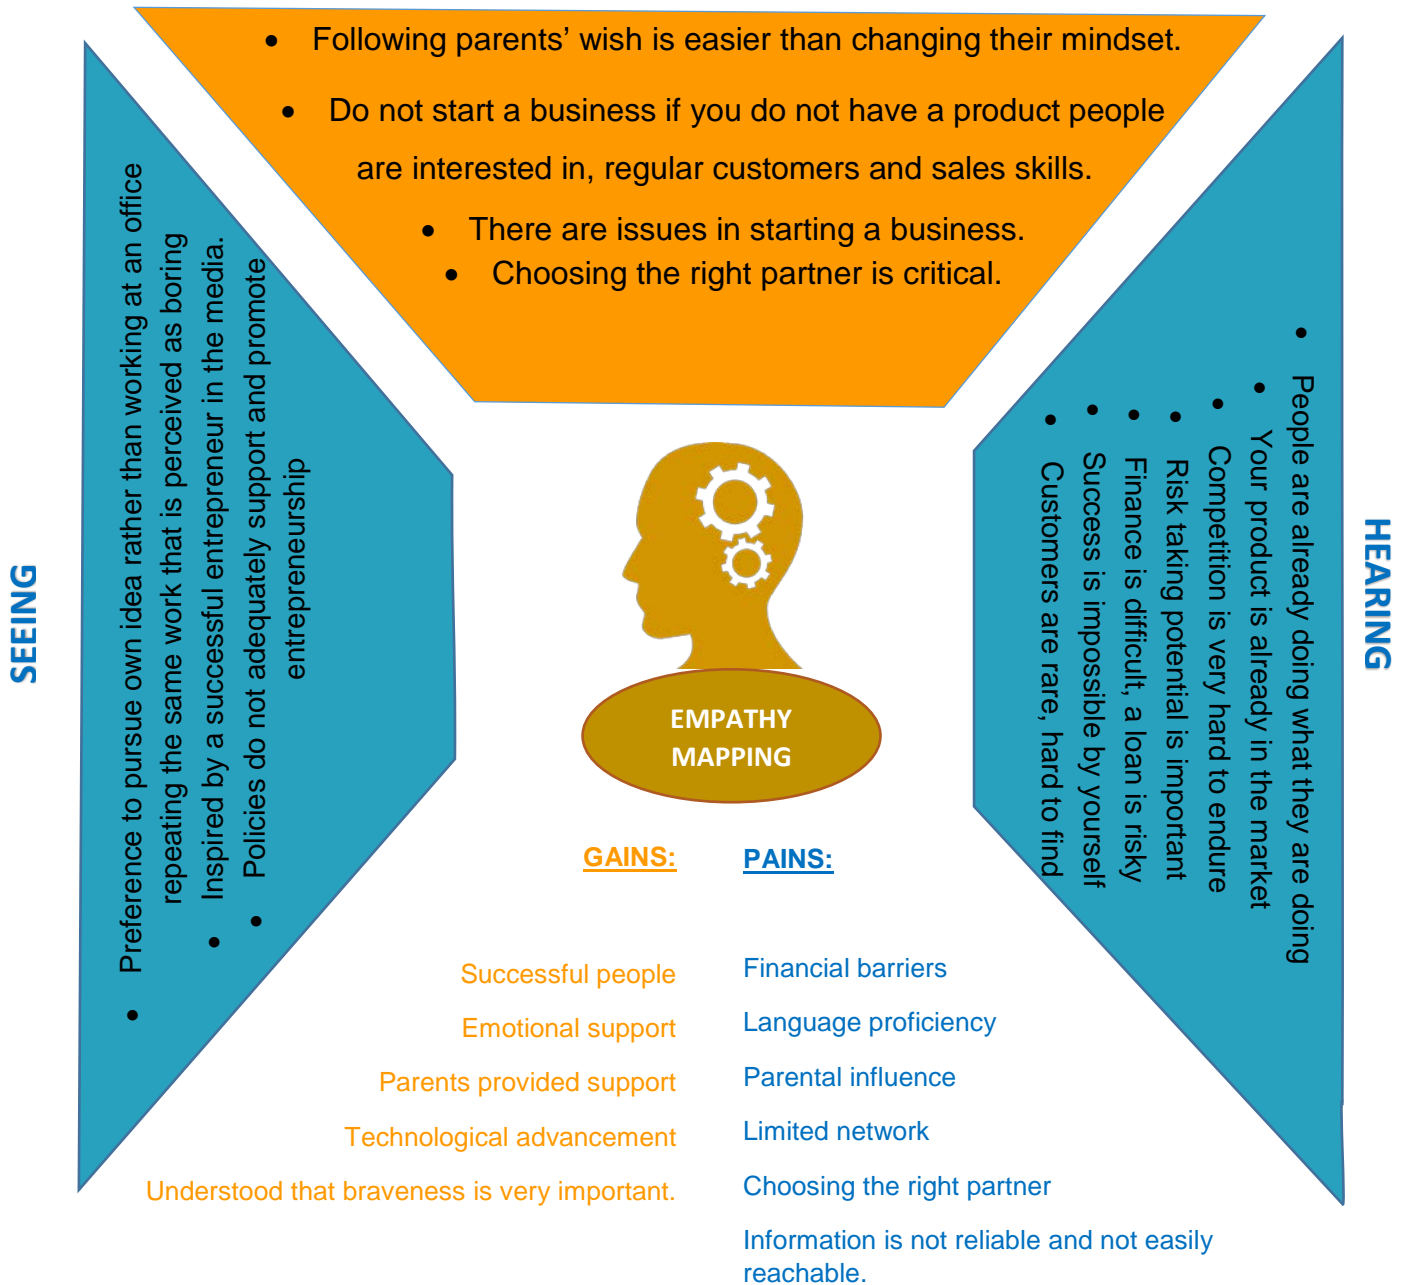 • Following parents’ wish is easier than changing their mindset.
• Do not start a business if you do not have a product people
are interested in, regular customers and sales skills.
• There are issues in starting a business.
• Choosing the right partner is critical.
SEEING
• Preference to pursue own idea rather than working at an office
repeating the same work that is perceived as boring
• Inspired by a successful entrepreneur in the media.
• Policies do not adequately support and promote
entrepreneurship
HEARING
• People are already doing what they are doing
• Your product is already in the market
• Competition is very hard to endure
• Risk taking potential is important
• Finance is difficult, a loan is risky
• Success is impossible by yourself
• Customers are rare, hard to find
EMPATHY
MAPPING
GAINS:
Successful people
Emotional support
Parents provided support
Technological advancement
Understood that braveness is very important.
PAINS:
Financial barriers
Language proficiency
Parental influence
Limited network
Choosing the right partner
Information is not reliable and not easily
reachable.